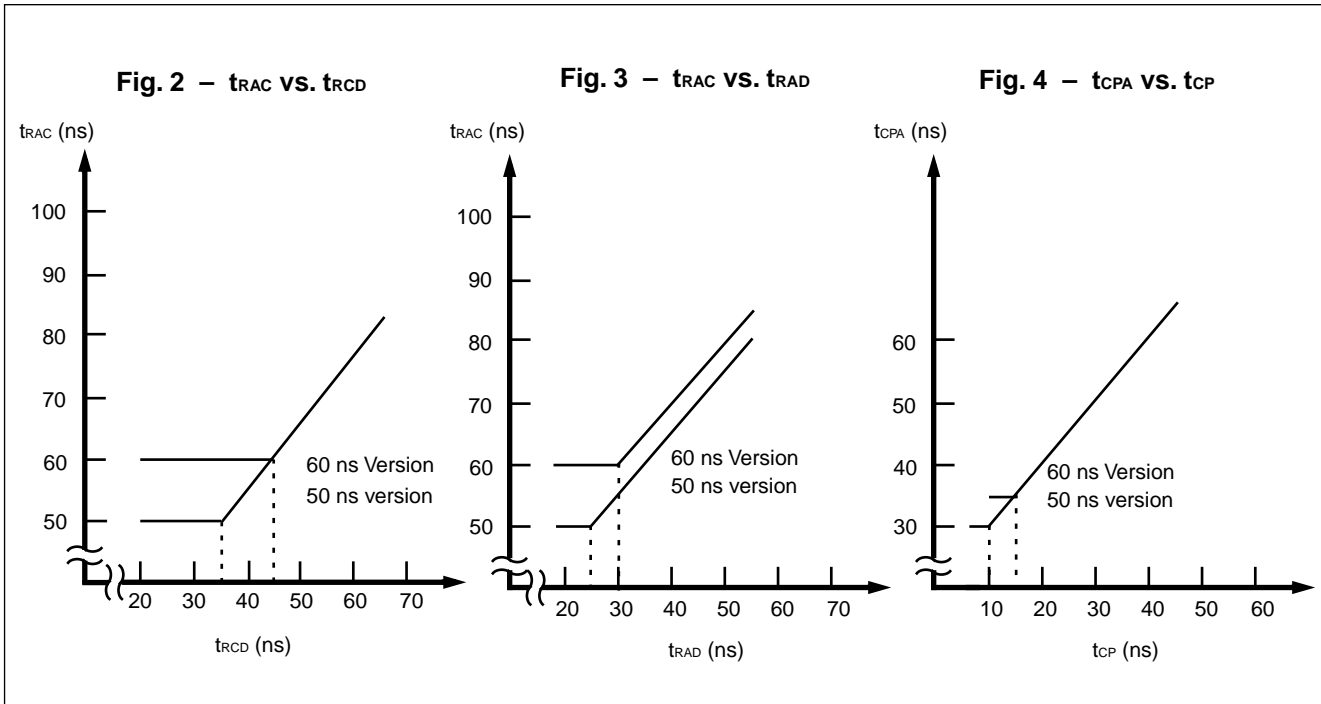 Fig. 2 – tRAC vs. tRCD
tRAC (ns)
100
90
80
70
60
50
60 ns Version
50 ns version
20 30 40 50 60 70
tRCD (ns)
Fig. 3 – tRAC vs. tRAD
tRAC (ns)
100
90
80
70
60
50
60 ns Version
50 ns version
20 30 40 50 60 70
tRAD (ns)
Fig. 4 – tCPA vs. tCP
tCPA (ns)
60
50
40
30
60 ns Version
50 ns version
10 20 30 40 50 60
tCP (ns)